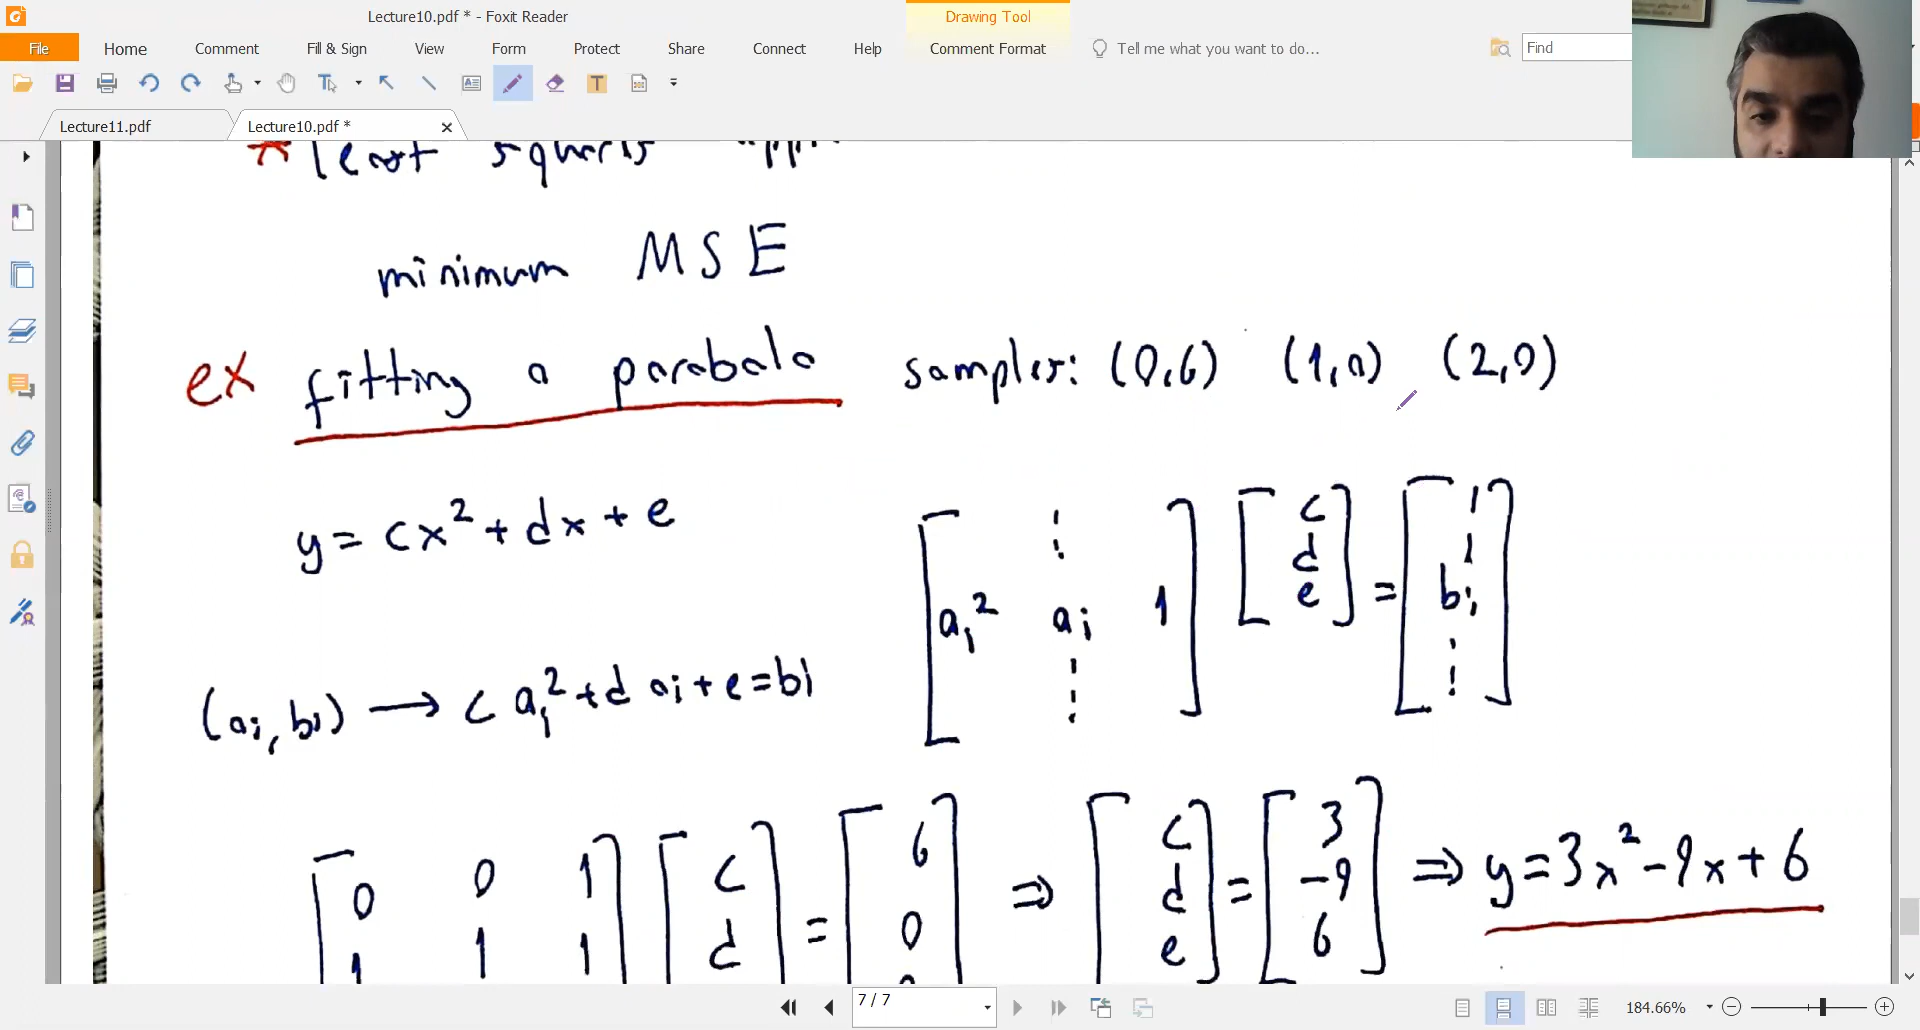 Lecture10.pdf * - Foxit Reader
Drawing Tool
File Home Comment Fill & Sign View Form Protect Share Connect Help Comment Format Tell me what you want to do... Find
Lecture11.pdf Lecture10.pdf *
least squares
minimum MSE
ex fitting a parabola samples: (0,6) (1,0) (2,0)
y = cx² + dx + e
[ ai² ai 1 ] [ c d e ] = [ bi ]
(ai, bi) → c ai² + d ai + e = bi
[ 0 0 1
1 1 1 ] [ c d ] = [ 6 0 ] ⇒ [ c d e ] = [ 3 -9 6 ] ⇒ y = 3x² - 9x + 6
7 / 7
184.66%